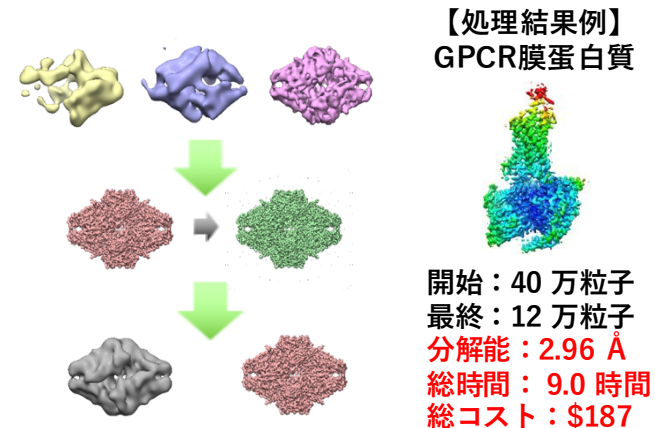 【処理結果例】
GPCR膜蛋白質
開始：40 万粒子
最終：12 万粒子
分解能：2.96 Å
総時間： 9.0 時間
総コスト：$187